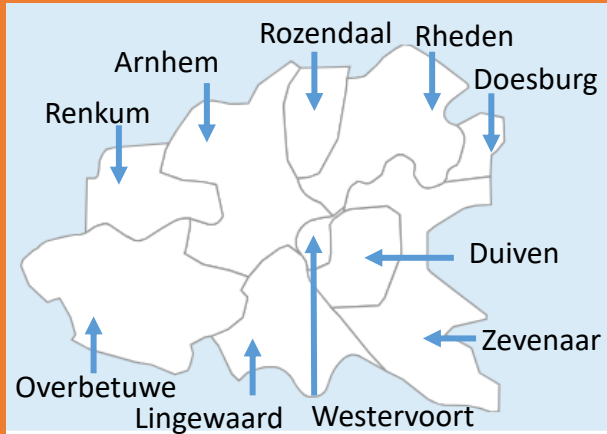 Rozendaal
Rheden
Arnhem
Doesburg
Renkum
Duiven
Zevenaar
Overbetuwe
Lingewaard
Westervoort